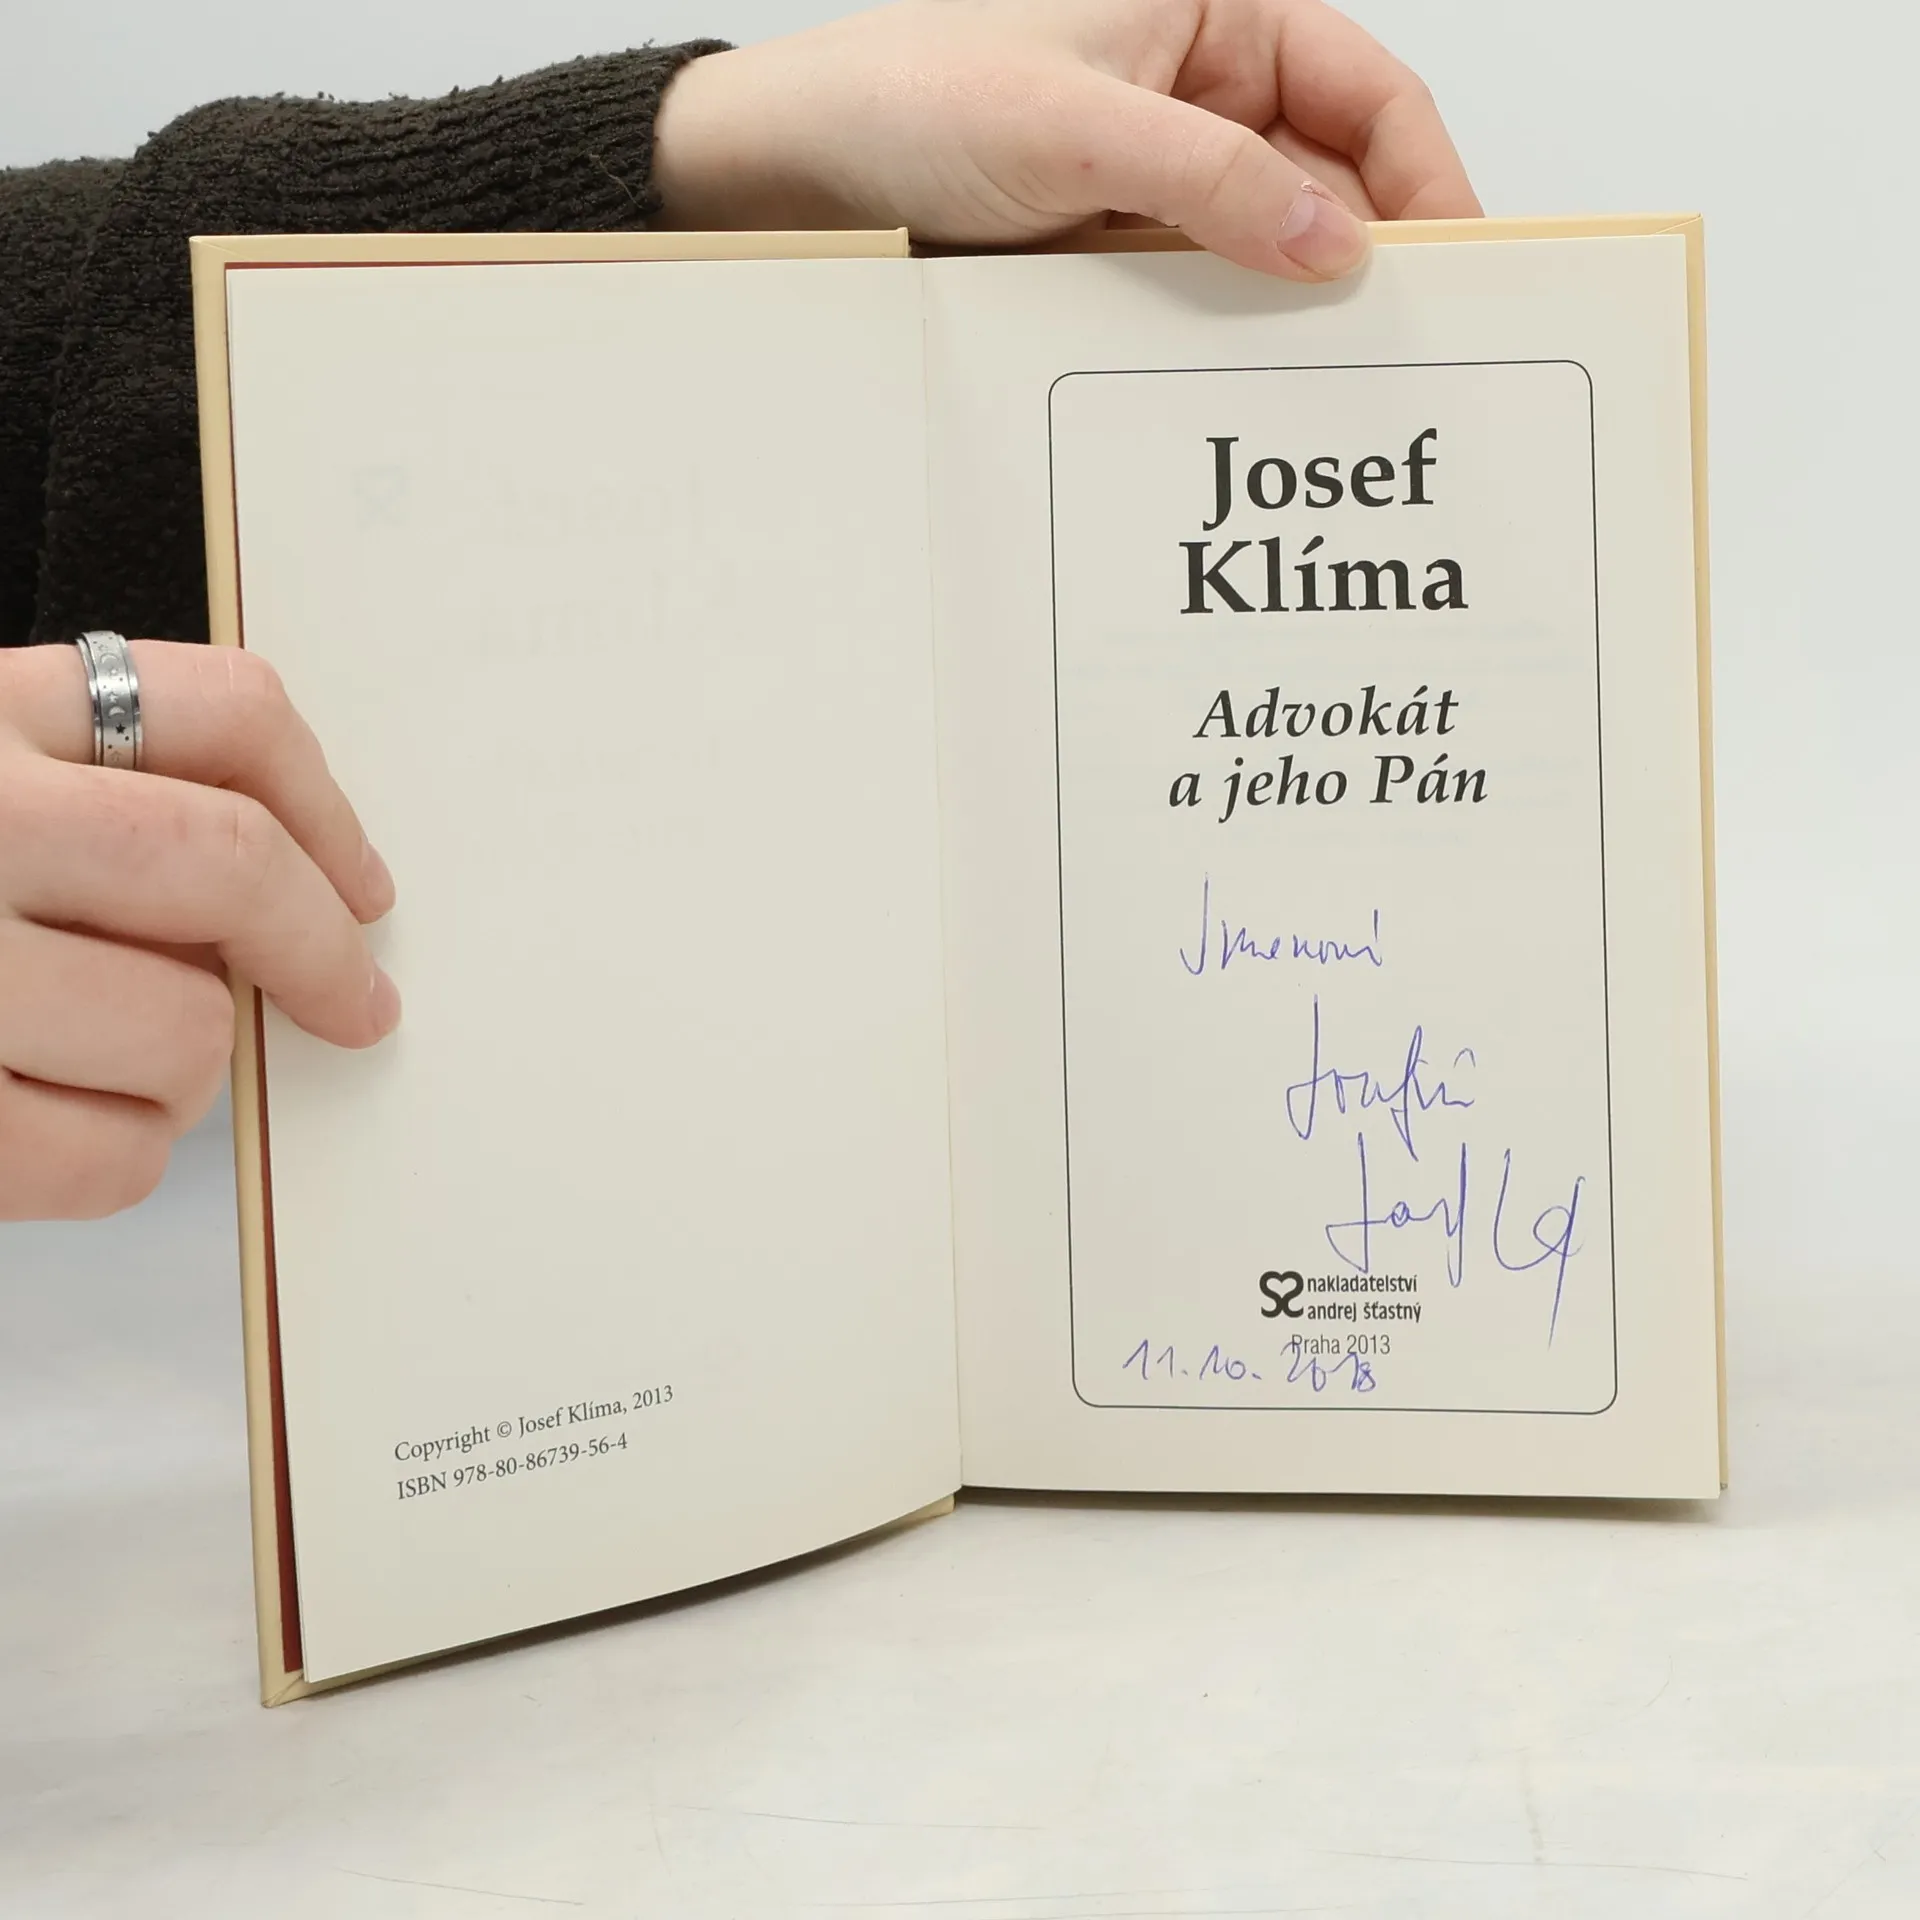 Copyright © Josef Klíma, 2013
ISBN 978-80-86739-56-4
Josef
Klíma
Advokát
a jeho Pán
Jmenovi
nakladatelství
andrej šťastný
Praha 2013
11. 10. 2018